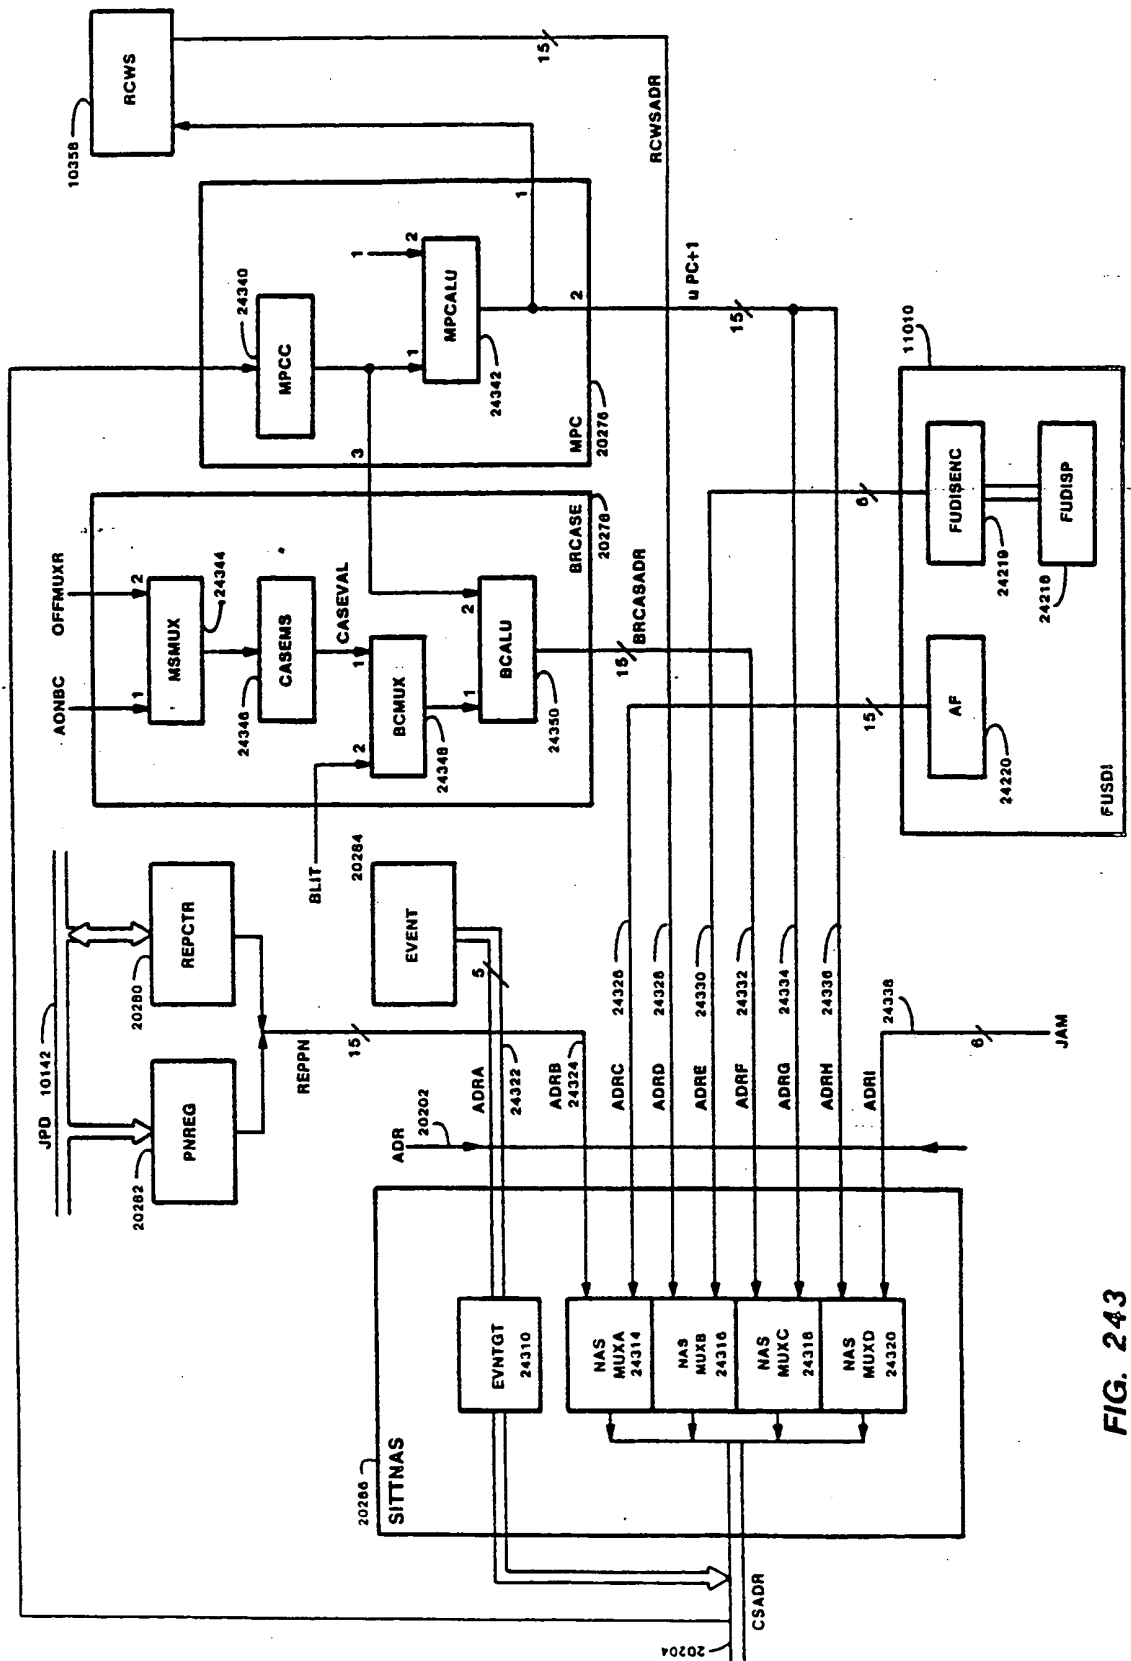 10358
RCWS
15
RCWSADR
1
24340
MPCC
1
2
1
MPCALU
24342
2
3
MPC
20276
u PC+1
15
OFFMUXR
AONBC
2
1
MSMUX
24344
CASEMS
24346
CASEVAL
1
2
BCMUX
24348
2
1
BCALU
24350
BRCASE
20278
15
BRCASADR
BLIT
11010
FUDISENC
24219
FUDISP
24218
6
AF
24220
15
FUSDI
JPD
10142
REPCTR
20280
PNREG
20282
REPPN
15
20284
EVENT
5
ADRA
24322
ADRB
24324
ADRC
24326
ADRD
24328
ADRE
24330
ADRF
24332
ADRG
24334
ADRH
24336
ADRI
24338
6
JAM
ADR
20202
20286
SITTNAS
EVNTGT
24310
NAS
MUXA
24314
NAS
MUXB
24316
NAS
MUXC
24318
NAS
MUXD
24320
CSADR
20204
FIG. 243